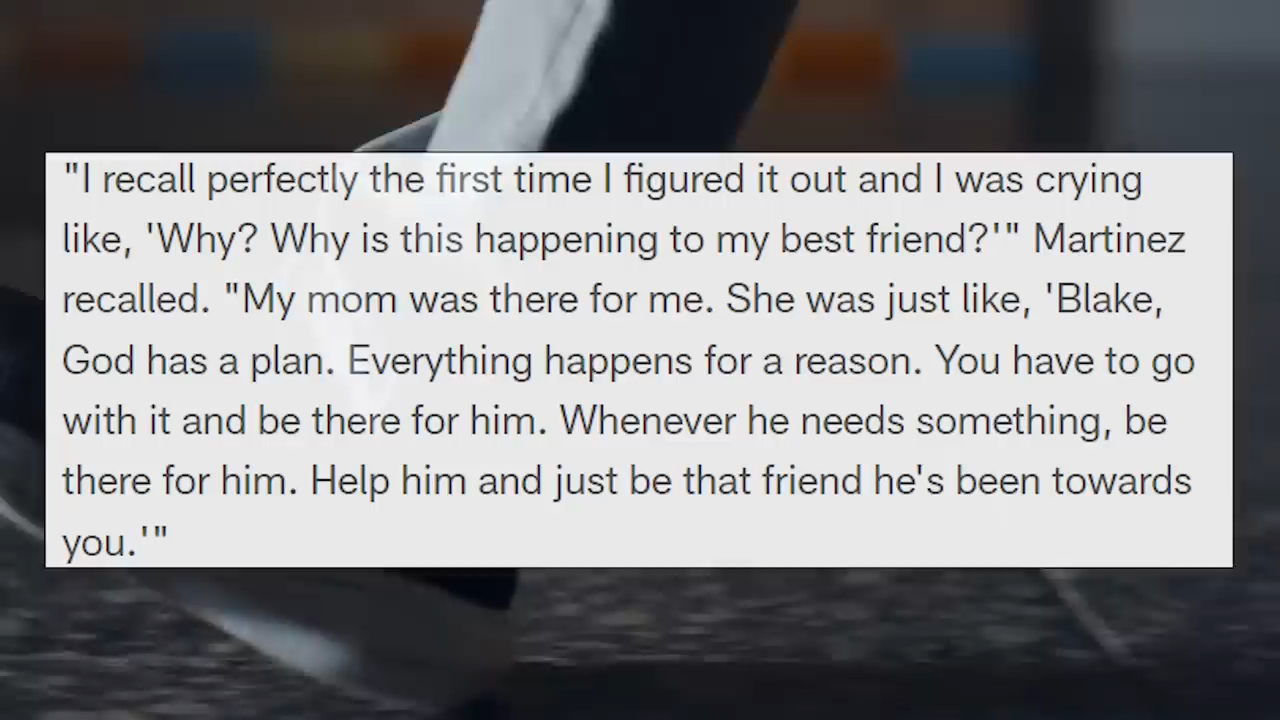 "I recall perfectly the first time I figured it out and I was crying
like, 'Why? Why is this happening to my best friend?'" Martinez
recalled. "My mom was there for me. She was just like, 'Blake,
God has a plan. Everything happens for a reason. You have to go
with it and be there for him. Whenever he needs something, be
there for him. Help him and just be that friend he's been towards
you.'"